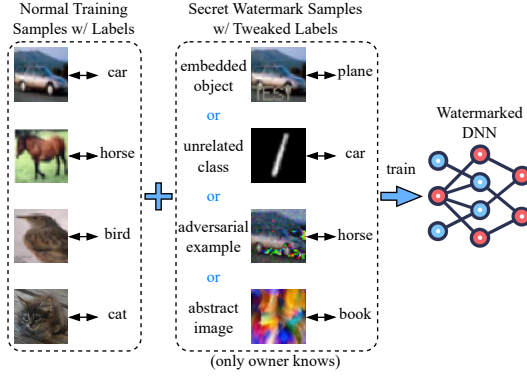 Normal Training
Samples w/ Labels
Secret Watermark Samples
w/ Tweaked Labels
car
horse
bird
cat
embedded
object
TEST
plane
or
unrelated
class
car
or
adversarial
example
horse
or
abstract
image
book
(only owner knows)
train
Watermarked
DNN